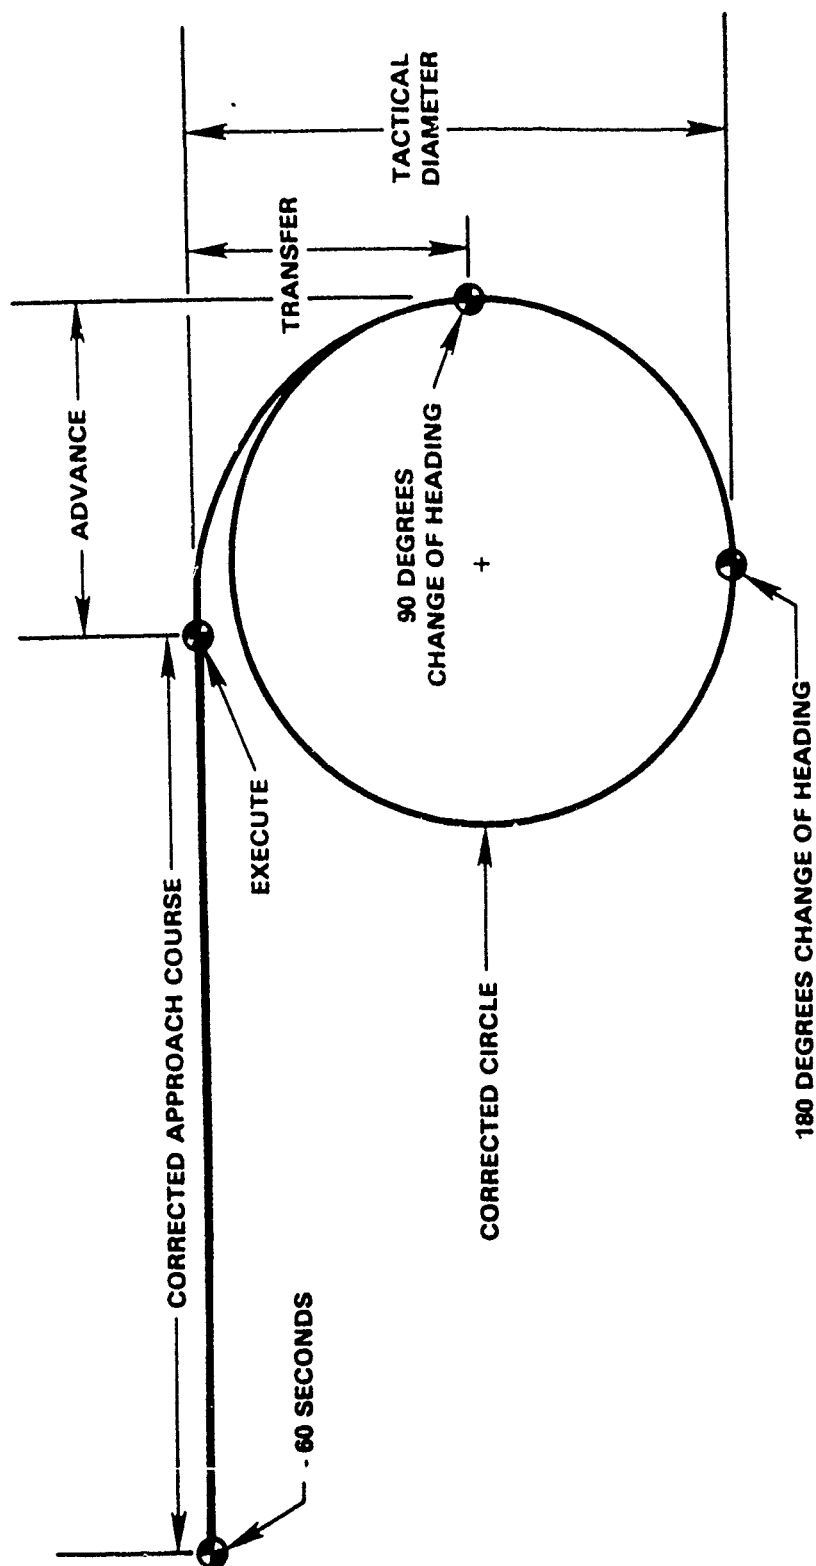 ADVANCE
TRANSFER
TACTICAL
DIAMETER
CORRECTED APPROACH COURSE
EXECUTE
90 DEGREES
CHANGE OF HEADING
CORRECTED CIRCLE
- 60 SECONDS
180 DEGREES CHANGE OF HEADING